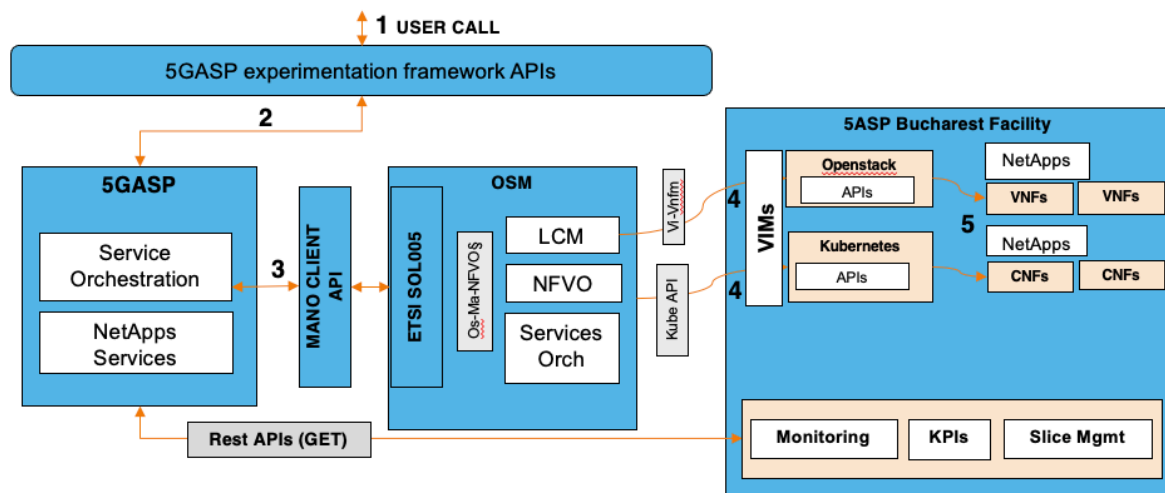 1 USER CALL
5GASP experimentation framework APIs
2
5GASP
Service
Orchestration
NetApps
Services
3
MANO CLIENT
API
OSM
ETSI SOL005
Os-Ma-NFVO§
LCM
NFVO
Services
Orch
Vi-Vnfm
Kube API
4
4
5ASP Bucharest Facility
VIMs
Openstack
APIs
Kubernetes
APIs
NetApps
VNFs
VNFs
5
NetApps
CNFs
CNFs
Rest APIs (GET)
Monitoring
KPIs
Slice Mgmt